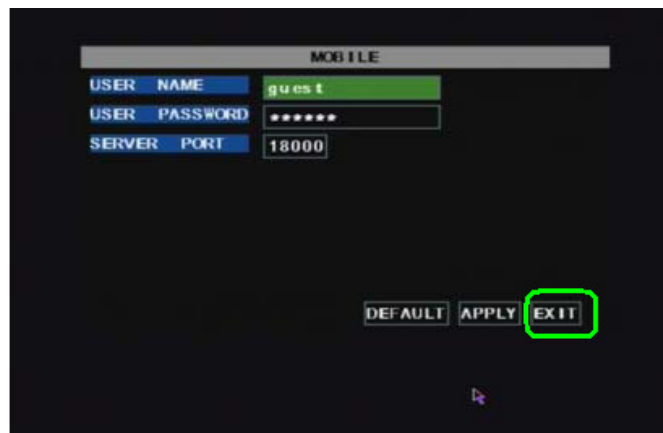 MOBILE
USER NAME guest
USER PASSWORD ******
SERVER PORT 18000
DEFAULT APPLY EXIT